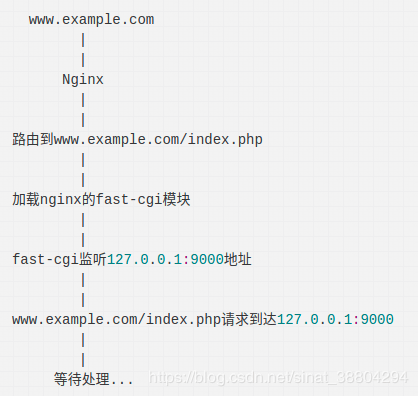 www.example.com
Nginx
路由到www.example.com/index.php
加载nginx的fast-cgi模块
fast-cgi监听127.0.0.1:9000地址
www.example.com/index.php请求到达127.0.0.1:9000
等待处理...
https://blog.csdn.net/sinat_38804294